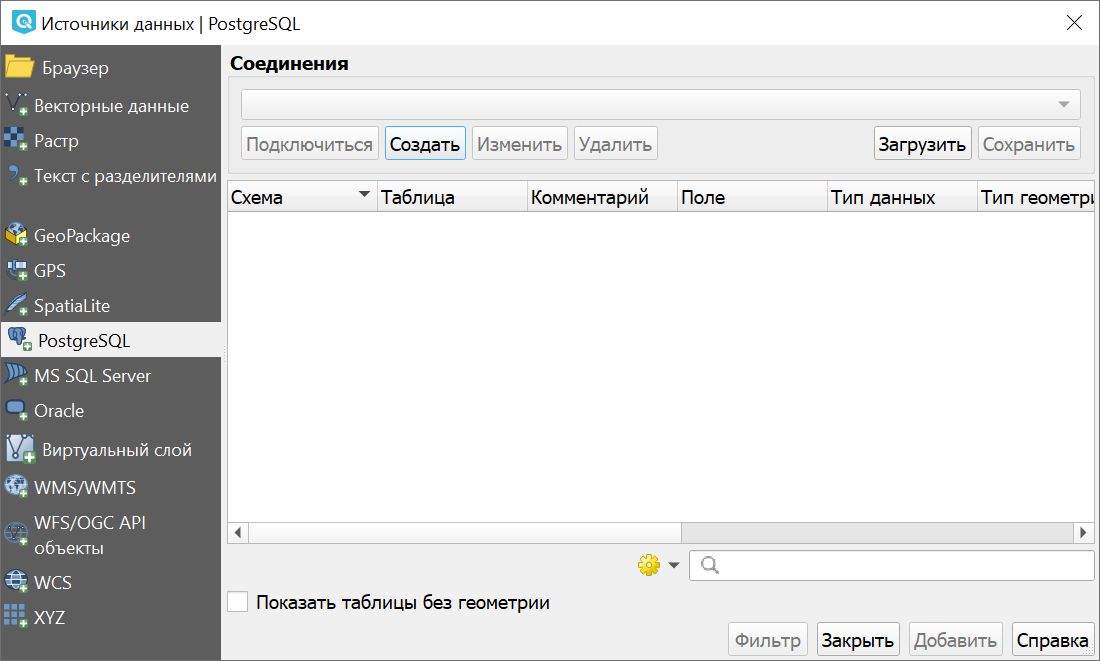 Источники данных | PostgreSQL
Браузер
Векторные данные
Растр
Текст с разделителями
GeoPackage
GPS
SpatiaLite
PostgreSQL
MS SQL Server
Oracle
Виртуальный слой
WMS/WMTS
WFS/OGC API
объекты
WCS
XYZ
Соединения
Подключиться Создать Изменить Удалить Загрузить Сохранить
Схема Таблица Комментарий Поле Тип данных Тип геометри
Показать таблицы без геометрии
Фильтр Закрыть Добавить Справка